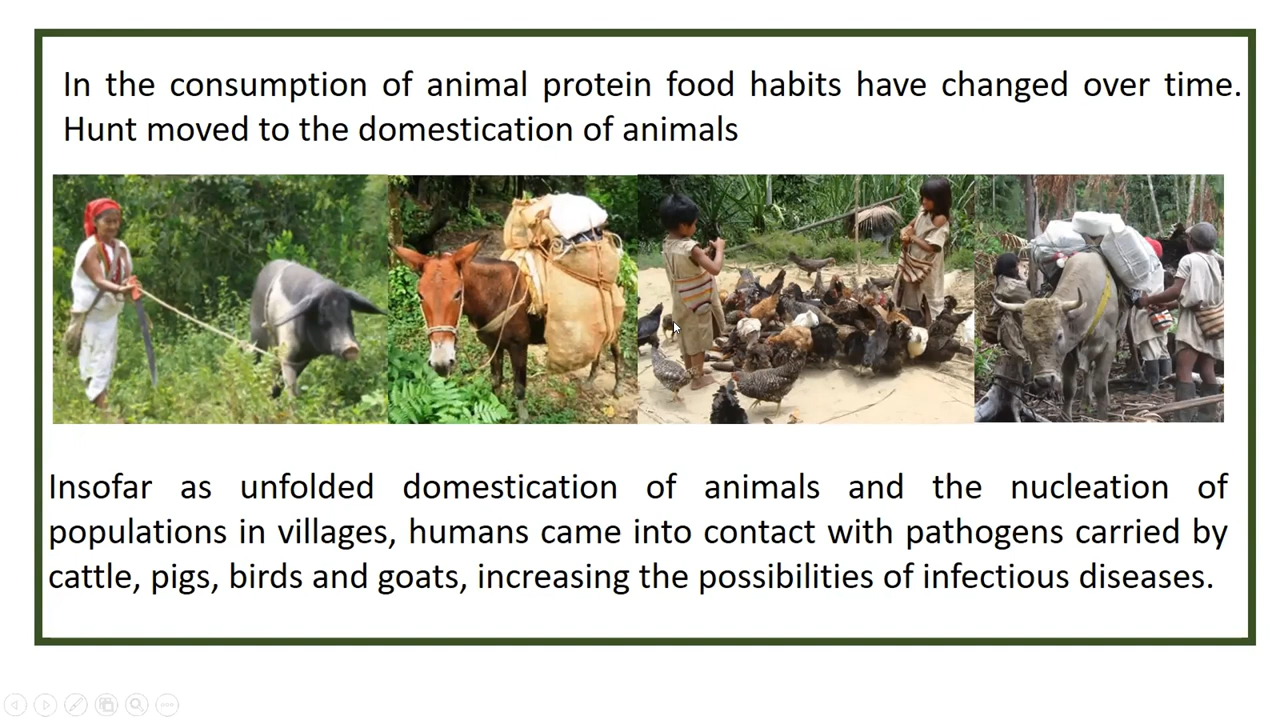 In the consumption of animal protein food habits have changed over time.
Hunt moved to the domestication of animals
Insofar as unfolded domestication of animals and the nucleation of
populations in villages, humans came into contact with pathogens carried by
cattle, pigs, birds and goats, increasing the possibilities of infectious diseases.